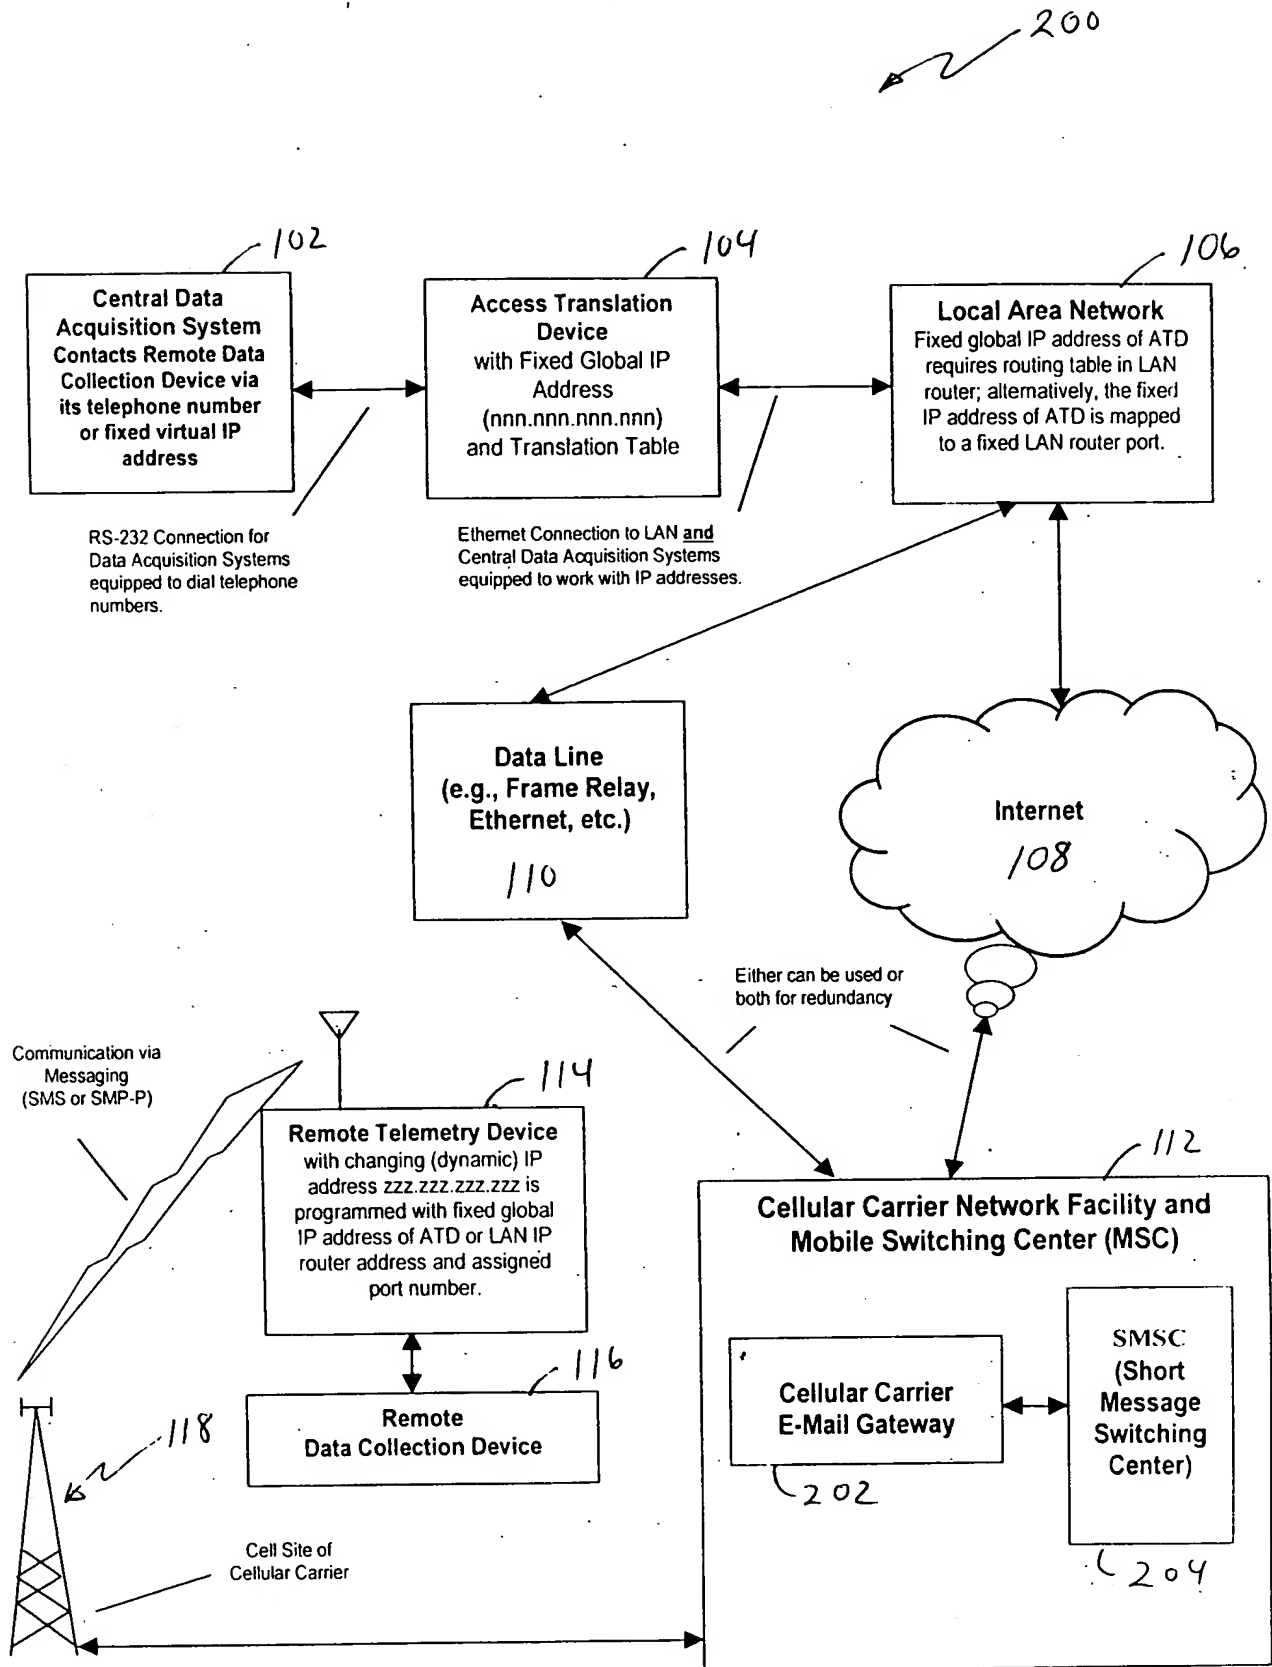 200
102
104
106
Central Data
Acquisition System
Contacts Remote Data
Collection Device via
its telephone number
or fixed virtual IP
address
Access Translation
Device
with Fixed Global IP
Address
(nnn.nnn.nnn.nnn)
and Translation Table
Local Area Network
Fixed global IP address of ATD
requires routing table in LAN
router; alternatively, the fixed
IP address of ATD is mapped
to a fixed LAN router port.
RS-232 Connection for
Data Acquisition Systems
equipped to dial telephone
numbers.
Ethernet Connection to LAN and
Central Data Acquisition Systems
equipped to work with IP addresses.
Data Line
(e.g., Frame Relay,
Ethernet, etc.)
110
Internet
108
Either can be used or
both for redundancy
Communication via
Messaging
(SMS or SMP-P)
114
Remote Telemetry Device
with changing (dynamic) IP
address zzz.zzz.zzz.zzz is
programmed with fixed global
IP address of ATD or LAN IP
router address and assigned
port number.
116
Remote
Data Collection Device
118
Cell Site of
Cellular Carrier
112
Cellular Carrier Network Facility and
Mobile Switching Center (MSC)
Cellular Carrier
E-Mail Gateway
202
SMSC
(Short
Message
Switching
Center)
204